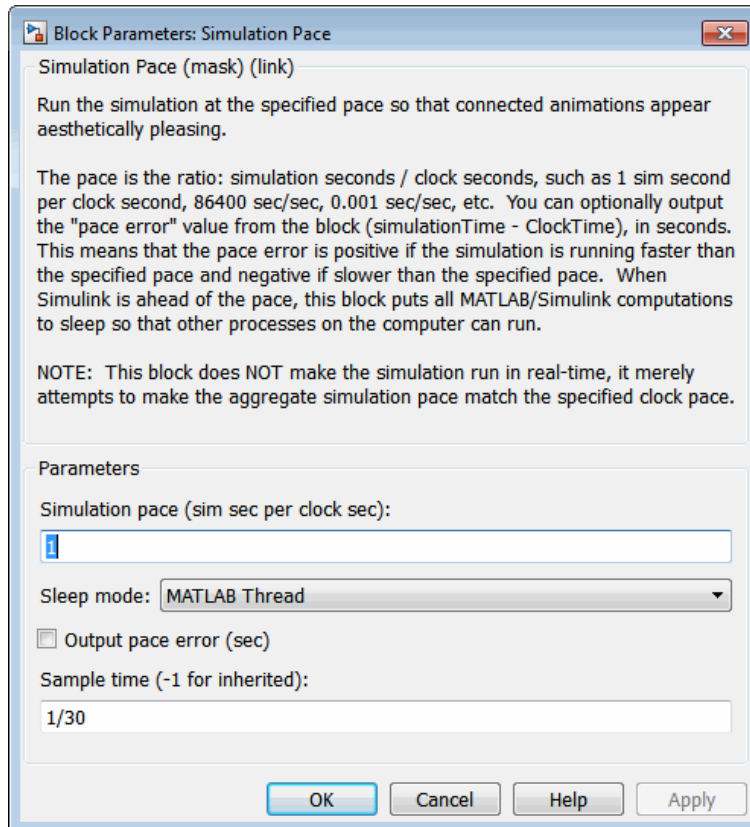 Block Parameters: Simulation Pace
Simulation Pace (mask) (link)
Run the simulation at the specified pace so that connected animations appear
aesthetically pleasing.
The pace is the ratio: simulation seconds / clock seconds, such as 1 sim second
per clock second, 86400 sec/sec, 0.001 sec/sec, etc.  You can optionally output
the "pace error" value from the block (simulationTime - ClockTime), in seconds.
This means that the pace error is positive if the simulation is running faster than
the specified pace and negative if slower than the specified pace.  When
Simulink is ahead of the pace, this block puts all MATLAB/Simulink computations
to sleep so that other processes on the computer can run.
NOTE:  This block does NOT make the simulation run in real-time, it merely
attempts to make the aggregate simulation pace match the specified clock pace.
Parameters
Simulation pace (sim sec per clock sec):
1
Sleep mode: MATLAB Thread
Output pace error (sec)
Sample time (-1 for inherited):
1/30
OK Cancel Help Apply